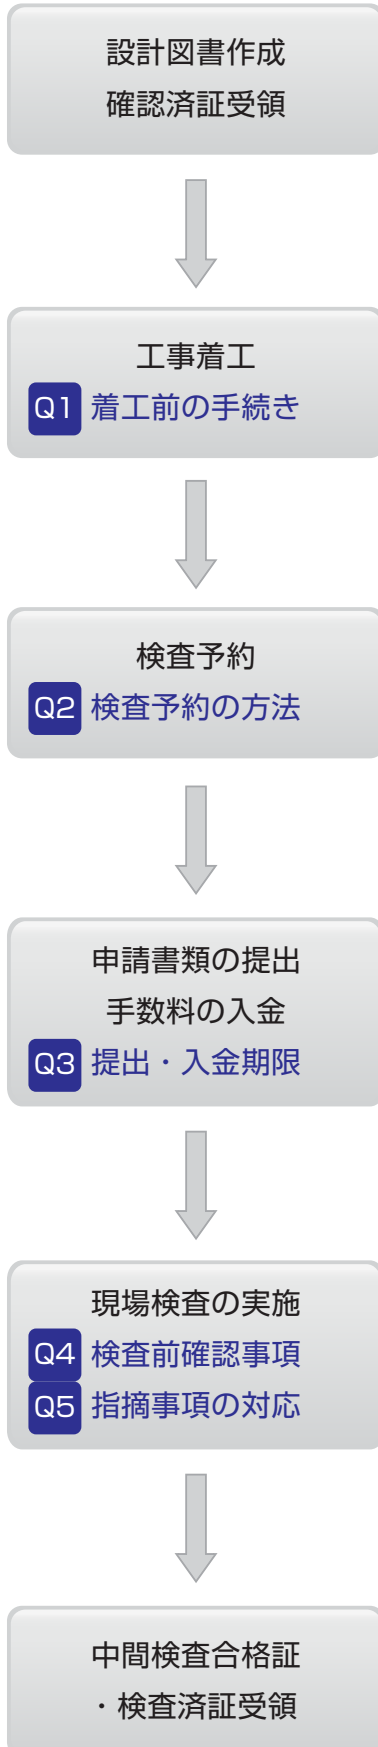 設計図書作成
確認済証受領
工事着工
Q1 着工前の手続き
検査予約
Q2 検査予約の方法
申請書類の提出
手数料の入金
Q3 提出・入金期限
現場検査の実施
Q4 検査前確認事項
Q5 指摘事項の対応
中間検査合格証
・検査済証受領